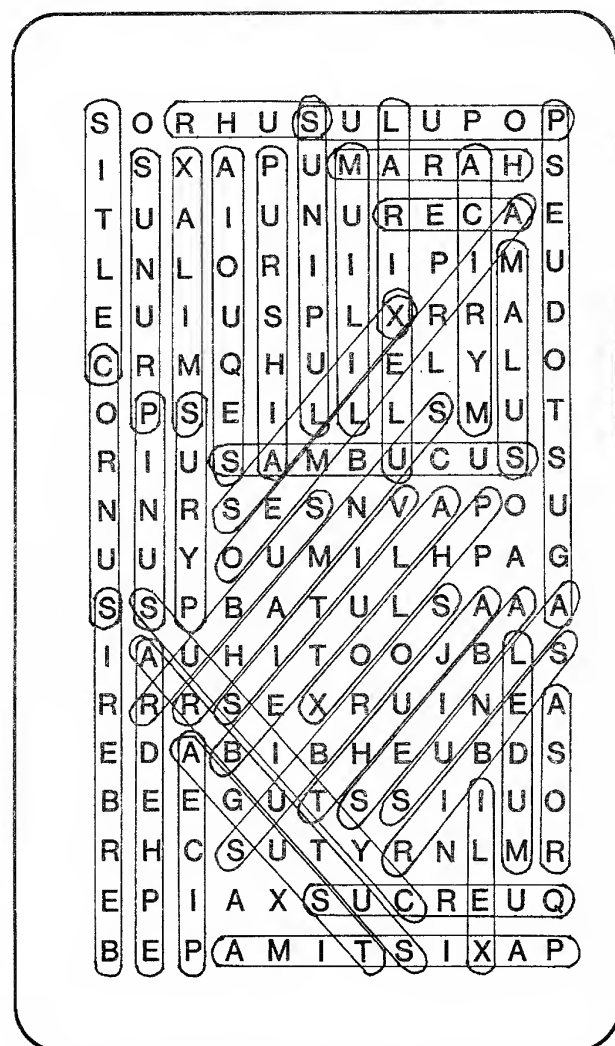 S O R H U S U L U P O P
I S X A P U M A R A H S
T U A I U N U R E C A E
L N L O R I I I P I M U
E U I U S P L X R R A D
C R M Q H U I E L Y L O
O P S E I L L L S M U T
R I U S A M B U C U S S
N N R S E S N V A P O U
U U Y O U M I L H P A G
S S P B A T U L S A A A
I A U H I T O O J B L S
R R R S E X R U I N E A
E D A B I B H E U B D S
B E E G U T S S I I U O
R H C S U T Y R N L M R
E P I A X S U C R E U Q
B E P A M I T S I X A P